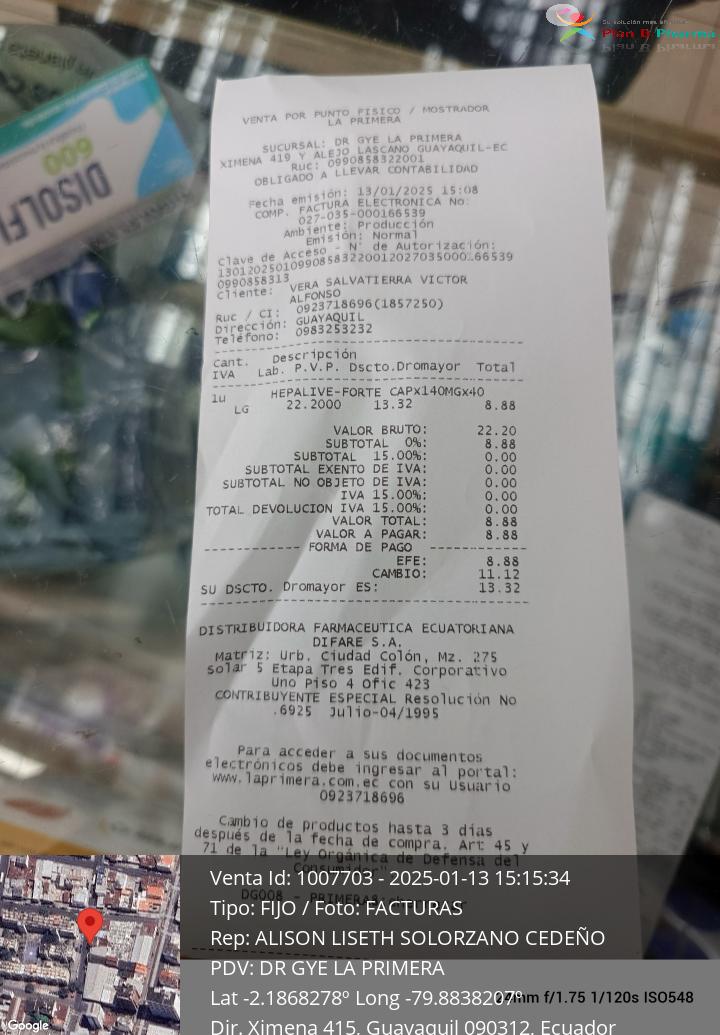 Su solución más eficiente
Plan B Pharma
600
DISOLFL
VENTA POR PUNTO FISICO / MOSTRADOR
LA PRIMERA
SUCURSAL: DR GYE LA PRIMERA
XIMENA 419 Y ALEJO LASCANO GUAYAQUIL-EC
Ruc: 0990858322001
OBLIGADO A LLEVAR CONTABILIDAD
Fecha emisión: 13/01/2025 15:08
COMP. FACTURA ELECTRONICA No:
027-035-000166539
Ambiente: Producción
Emisión: Normal
Clave de Acceso - N° de Autorización:
0990858313
Cliente: VERA SALVATIERRA VICTOR
ALFONSO
Ruc / CI: 0923718696(1857250)
Dirección: GUAYAQUIL
Teléfono: 0983253232
Cant. Descripción
IVA Lab. P.V.P. Dscto.Dromayor Total
1u HEPALIVE-FORTE CAPx140MGx40
LG 22.2000 13.32 8.88
VALOR BRUTO: 22.20
SUBTOTAL 0%: 8.88
SUBTOTAL 15.00%: 0.00
SUBTOTAL EXENTO DE IVA: 0.00
SUBTOTAL NO OBJETO DE IVA: 0.00
IVA 15.00%: 0.00
TOTAL DEVOLUCION IVA 15.00%: 0.00
VALOR TOTAL: 8.88
VALOR A PAGAR: 8.88
---------- FORMA DE PAGO ----------
EFE: 8.88
CAMBIO: 11.12
SU DSCTO. Dromayor ES: 13.32
DISTRIBUIDORA FARMACEUTICA ECUATORIANA
DIFARE S.A.
Matriz: Urb. Ciudad Colón, Mz. 275
solar 5 Etapa Tres Edif. Corporativo
Uno Piso 4 Ofic 423
CONTRIBUYENTE ESPECIAL Resolución No
.6925 Julio-04/1995
Para acceder a sus documentos
electrónicos debe ingresar al portal:
www.laprimera.com.ec con su Usuario
0923718696
Cambio de productos hasta 3 días
después de la fecha de compra. Art 45 y
71 de la "Ley Orgánica de Defensa del
Consumidor"
DG008 - PRIMERAS
Venta Id: 1007703 - 2025-01-13 15:15:34
Tipo: FIJO / Foto: FACTURAS
Rep: ALISON LISETH SOLORZANO CEDEÑO
PDV: DR GYE LA PRIMERA
Lat -2.1868278º Long
24mm f/1.75 1/120s ISO548
Dir. Ximena 415, Guayaquil 090312, Ecuador
Google